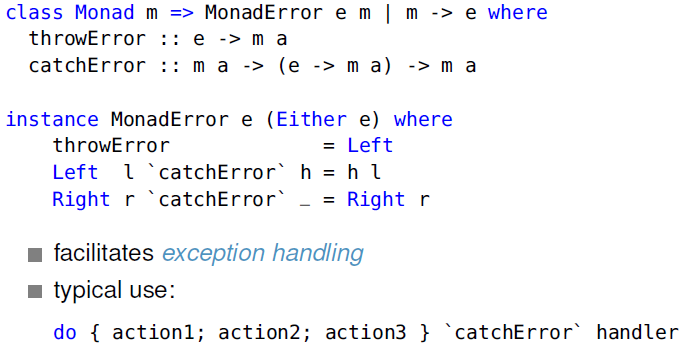 class Monad m => MonadError e m | m -> e where
  throwError :: e -> m a
  catchError :: m a -> (e -> m a) -> m a
instance MonadError e (Either e) where
    throwError             = Left
    Left  l `catchError` h = h l
    Right r `catchError` _ = Right r
facilitates exception handling
typical use:
do { action1; action2; action3 } `catchError` handler